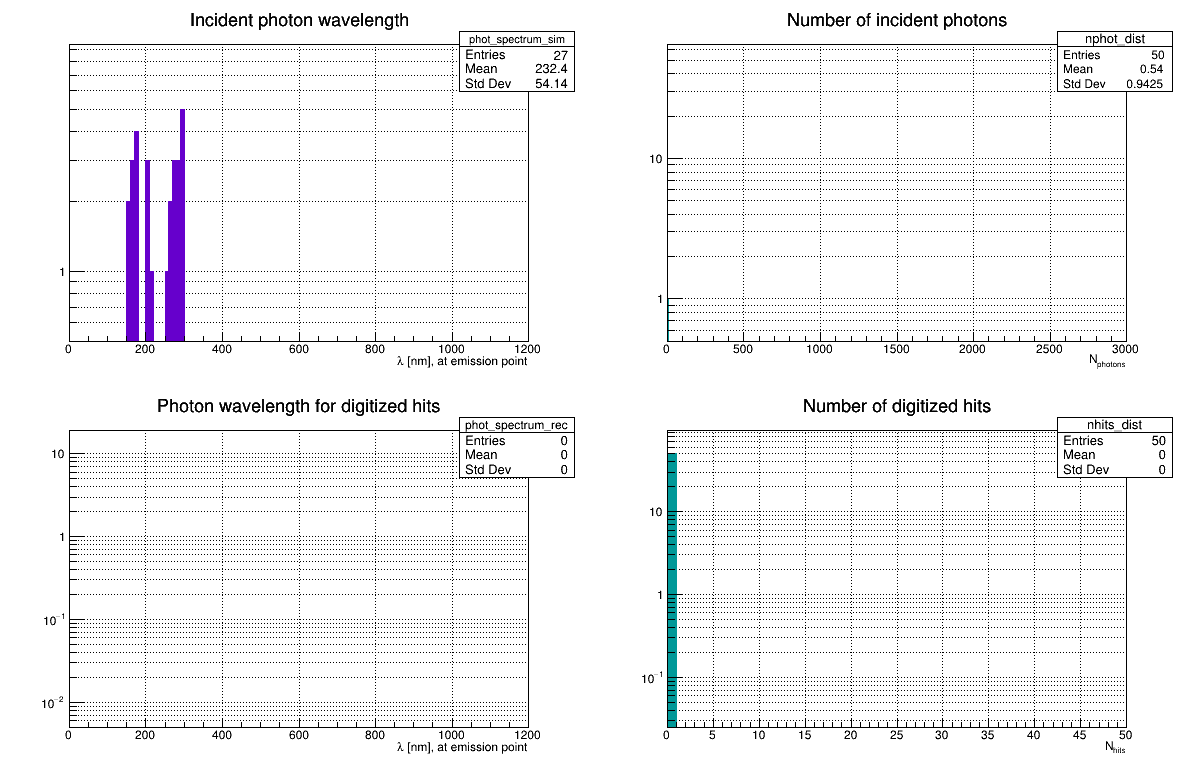 Incident photon wavelength
phot_spectrum_sim
Entries 27
Mean 232.4
Std Dev 54.14
1
0 200 400 600 800 1000 1200
λ [nm], at emission point
Number of incident photons
nphot_dist
Entries 50
Mean 0.54
Std Dev 0.9425
10
1
0 500 1000 1500 2000 2500 3000
N_photons
Photon wavelength for digitized hits
phot_spectrum_rec
Entries 0
Mean 0
Std Dev 0
10
1
10⁻¹
10⁻²
0 200 400 600 800 1000 1200
λ [nm], at emission point
Number of digitized hits
nhits_dist
Entries 50
Mean 0
Std Dev 0
10
1
10⁻¹
0 5 10 15 20 25 30 35 40 45 50
N_hits